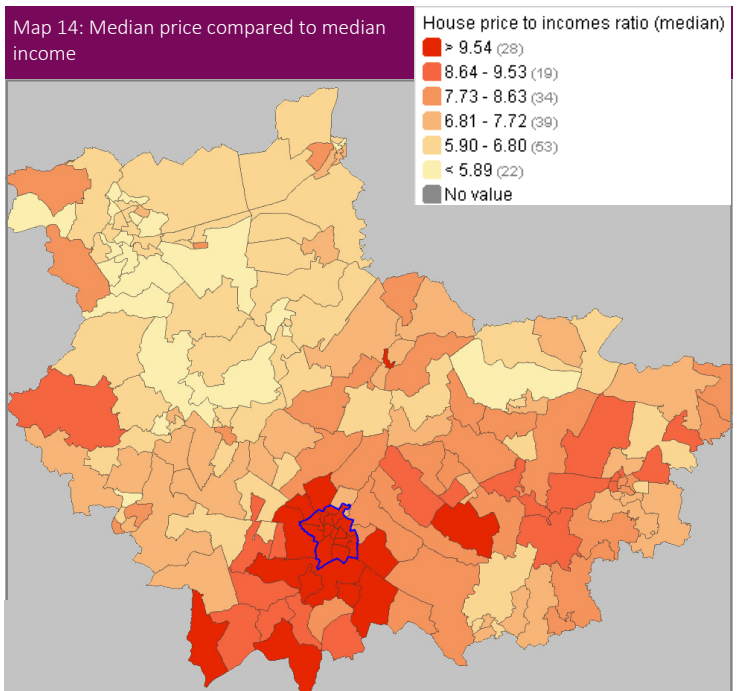 Map 14: Median price compared to median
income
House price to incomes ratio (median)
> 9.54 (28)
8.64 - 9.53 (19)
7.73 - 8.63 (34)
6.81 - 7.72 (39)
5.90 - 6.80 (53)
< 5.89 (22)
No value